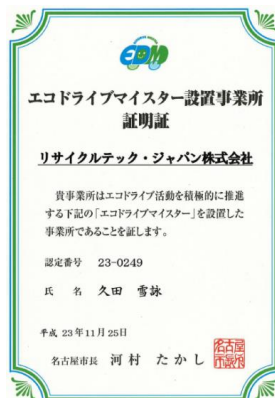 EDM
エコドライブマイスター設置事業所
証明証
リサイクルテック・ジャパン株式会社
貴事業所はエコドライブ活動を積極的に推進
する下記の「エコドライブマイスター」を設置した
事業所であることを証します。
認定番号 23-0249
氏 名 久田 雪詠
平成 23年11月25日
名古屋市長 河村 たかし